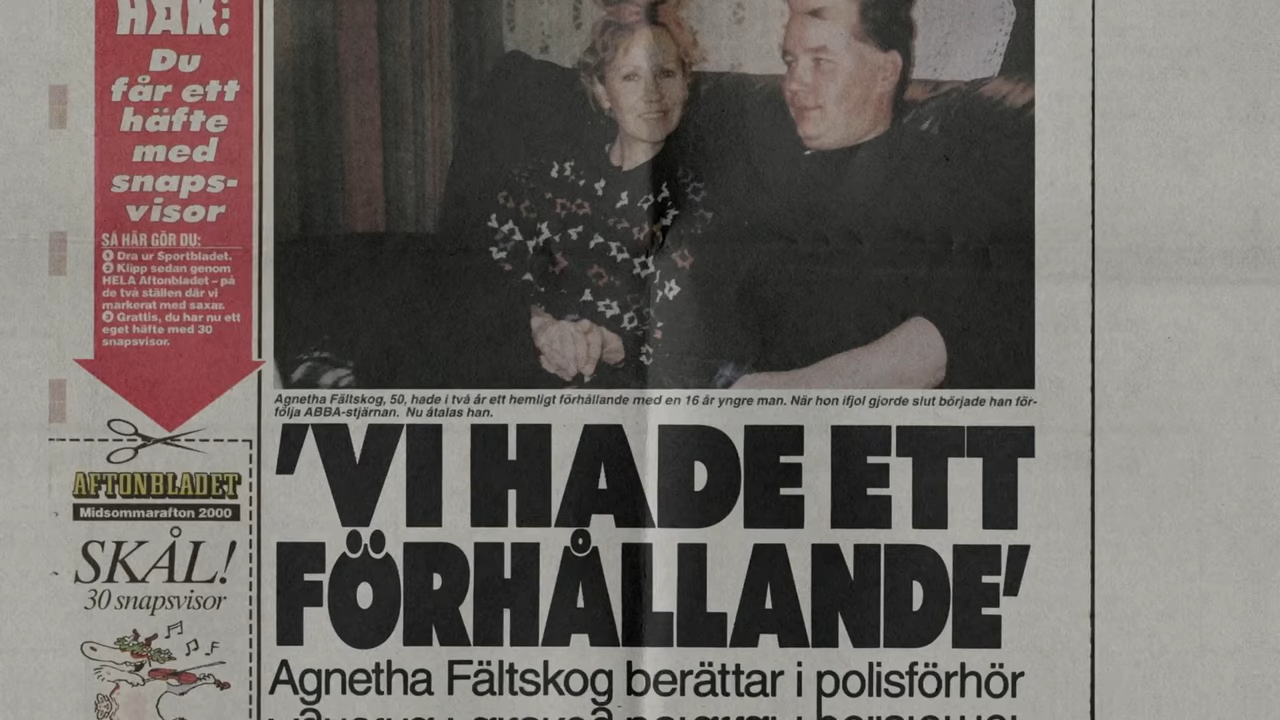 HÄR:
Du
får ett
häfte
med
snaps-
visor
SÅ HÄR GÖR DU:
1 Dra ur Sportbladet.
2 Klipp sedan genom
HELA Aftonbladet – på
de två ställen där vi
markerat med saxar.
3 Grattis, du har nu ett
eget häfte med 30
snapsvisor.
AFTONBLADET
Midsommarafton 2000
SKÅL!
30 snapsvisor
Agnetha Fältskog, 50, hade i två år ett hemligt förhållande med en 16 år yngre man. När hon ifjol gjorde slut började han för-
följa ABBA-stjärnan. Nu åtalas han.
'VI HADE ETT
FÖRHÅLLANDE'
Agnetha Fältskog berättar i polisförhör